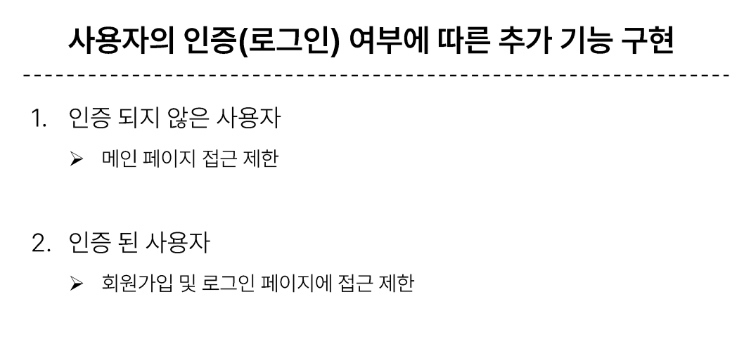 사용자의 인증(로그인) 여부에 따른 추가 기능 구현
1. 인증 되지 않은 사용자
➢ 메인 페이지 접근 제한
2. 인증 된 사용자
➢ 회원가입 및 로그인 페이지에 접근 제한